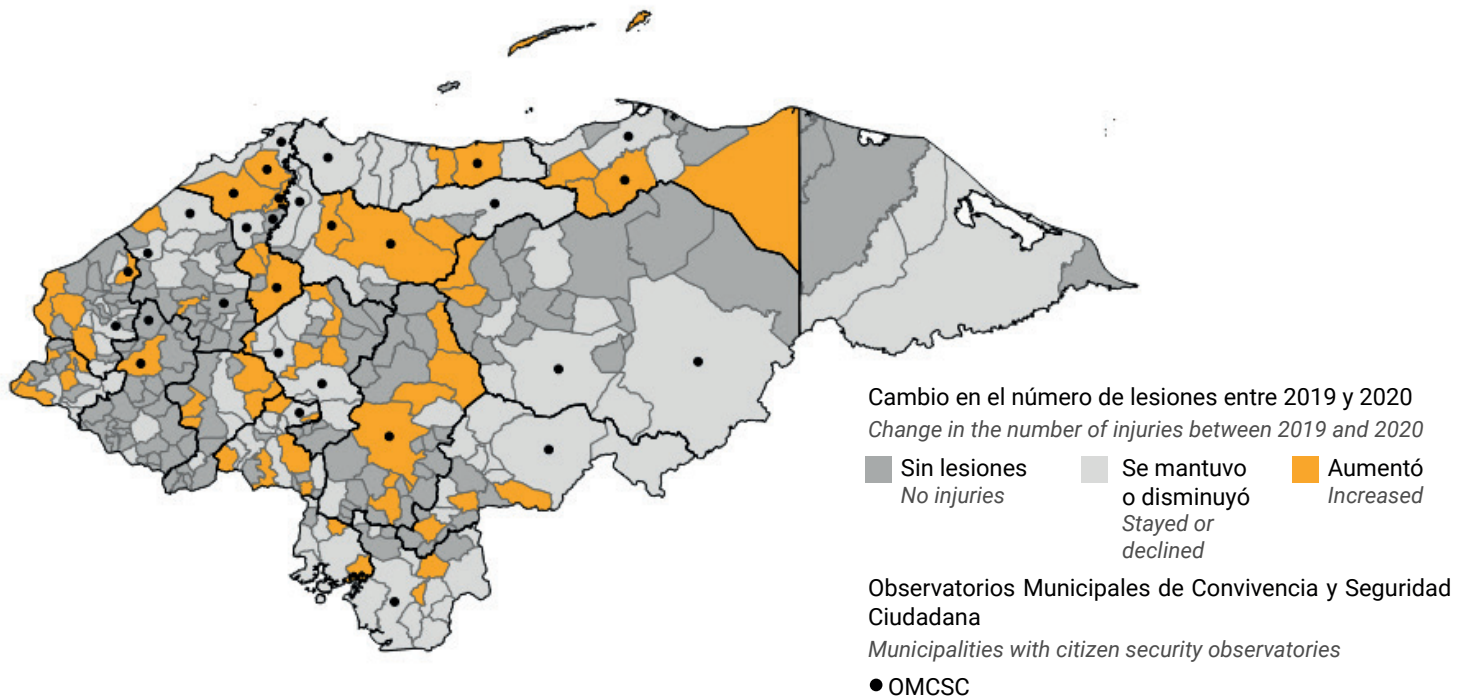 Cambio en el número de lesiones entre 2019 y 2020
Change in the number of injuries between 2019 and 2020
Sin lesiones
No injuries
Se mantuvo
o disminuyó
Stayed or
declined
Aumentó
Increased
Observatorios Municipales de Convivencia y Seguridad
Ciudadana
Municipalities with citizen security observatories
OMCSC